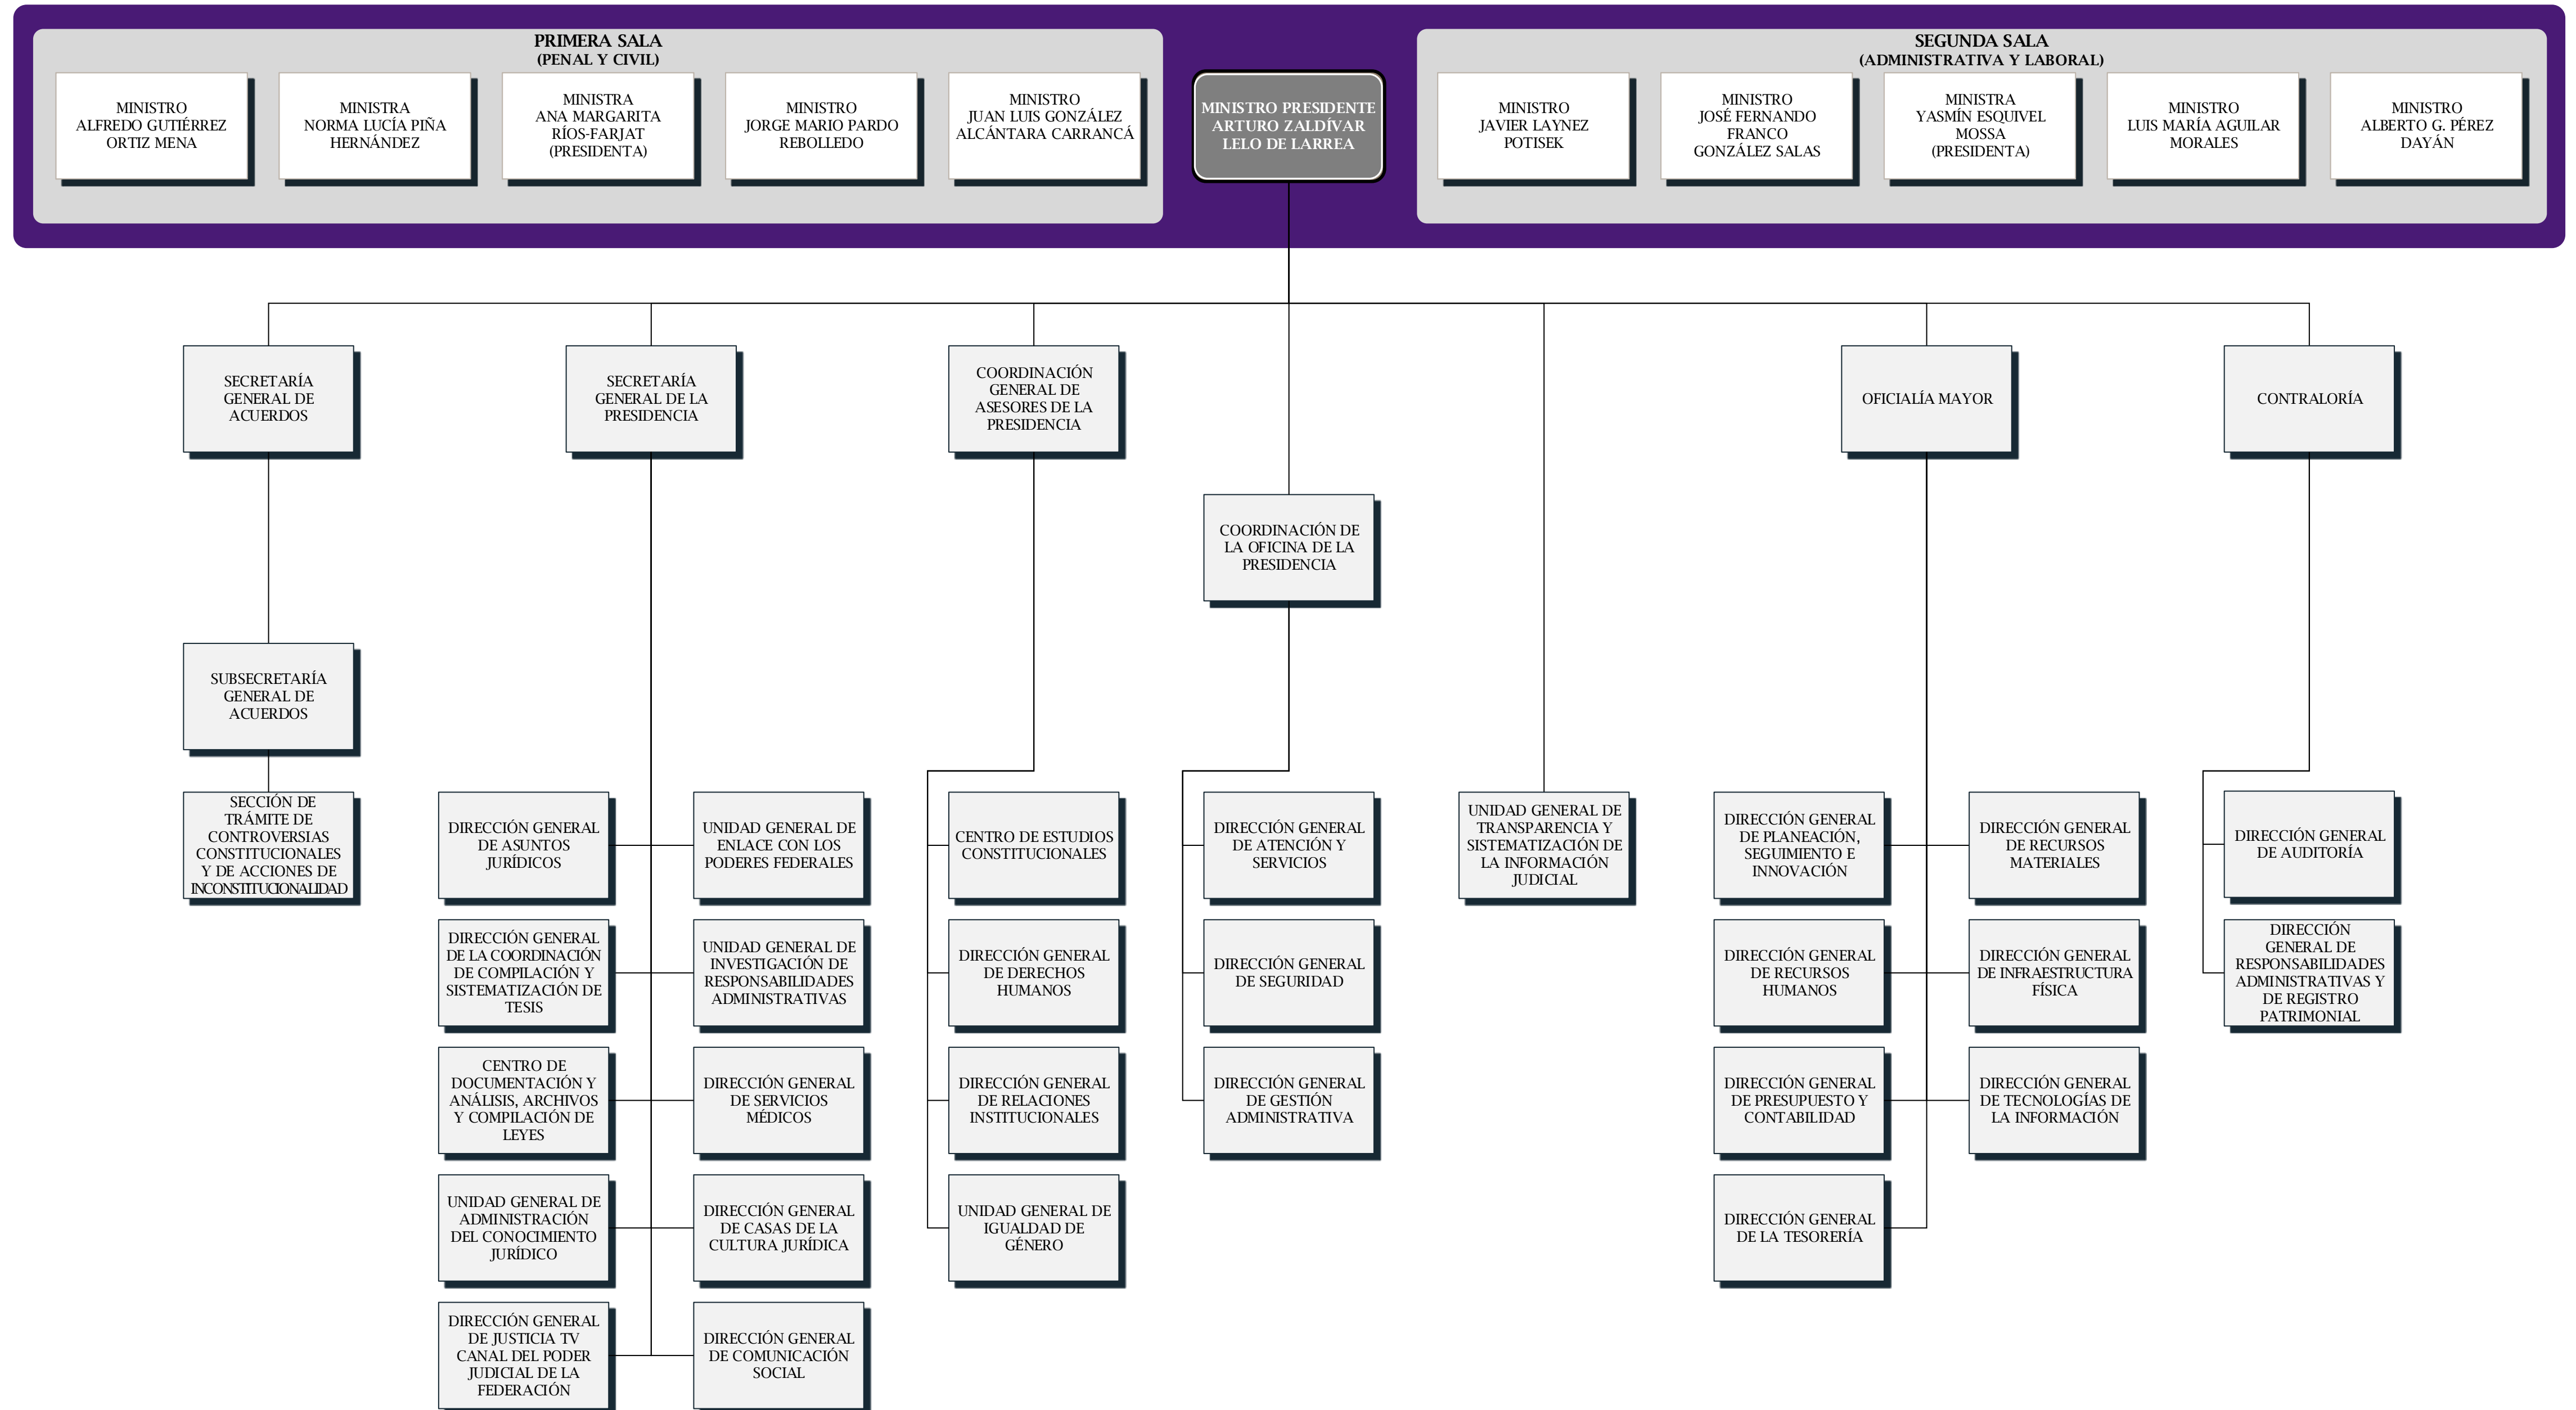 PRIMERA SALA
(PENAL Y CIVIL)
MINISTRO
ALFREDO GUTIÉRREZ
ORTIZ MENA
MINISTRA
NORMA LUCÍA PIÑA
HERNÁNDEZ
MINISTRA
ANA MARGARITA
RÍOS-FARJAT
(PRESIDENTA)
MINISTRO
JORGE MARIO PARDO
REBOLLEDO
MINISTRO
JUAN LUIS GONZÁLEZ
ALCÁNTARA CARRANCÁ
MINISTRO PRESIDENTE
ARTURO ZALDÍVAR
LELO DE LARREA
SEGUNDA SALA
(ADMINISTRATIVA Y LABORAL)
MINISTRO
JAVIER LAYNEZ
POTISEK
MINISTRO
JOSÉ FERNANDO
FRANCO
GONZÁLEZ SALAS
MINISTRA
YASMÍN ESQUIVEL
MOSSA
(PRESIDENTA)
MINISTRO
LUIS MARÍA AGUILAR
MORALES
MINISTRO
ALBERTO G. PÉREZ
DAYÁN
SECRETARÍA
GENERAL DE
ACUERDOS
SECRETARÍA
GENERAL DE LA
PRESIDENCIA
COORDINACIÓN
GENERAL DE
ASESORES DE LA
PRESIDENCIA
OFICIALÍA MAYOR
CONTRALORÍA
COORDINACIÓN DE
LA OFICINA DE LA
PRESIDENCIA
SUBSECRETARÍA
GENERAL DE
ACUERDOS
SECCIÓN DE
TRÁMITE DE
CONTROVERSIAS
CONSTITUCIONALES
Y DE ACCIONES DE
INCONSTITUCIONALIDAD
DIRECCIÓN GENERAL
DE ASUNTOS
JURÍDICOS
UNIDAD GENERAL DE
ENLACE CON LOS
PODERES FEDERALES
CENTRO DE ESTUDIOS
CONSTITUCIONALES
DIRECCIÓN GENERAL
DE ATENCIÓN Y
SERVICIOS
UNIDAD GENERAL DE
TRANSPARENCIA Y
SISTEMATIZACIÓN DE
LA INFORMACIÓN
JUDICIAL
DIRECCIÓN GENERAL
DE PLANEACIÓN,
SEGUIMIENTO E
INNOVACIÓN
DIRECCIÓN GENERAL
DE RECURSOS
MATERIALES
DIRECCIÓN GENERAL
DE AUDITORÍA
DIRECCIÓN GENERAL
DE LA COORDINACIÓN
DE COMPILACIÓN Y
SISTEMATIZACIÓN DE
TESIS
UNIDAD GENERAL DE
INVESTIGACIÓN DE
RESPONSABILIDADES
ADMINISTRATIVAS
DIRECCIÓN GENERAL
DE DERECHOS
HUMANOS
DIRECCIÓN GENERAL
DE SEGURIDAD
DIRECCIÓN GENERAL
DE RECURSOS
HUMANOS
DIRECCIÓN GENERAL
DE INFRAESTRUCTURA
FÍSICA
DIRECCIÓN
GENERAL DE
RESPONSABILIDADES
ADMINISTRATIVAS Y
DE REGISTRO
PATRIMONIAL
CENTRO DE
DOCUMENTACIÓN Y
ANÁLISIS, ARCHIVOS
Y COMPILACIÓN DE
LEYES
DIRECCIÓN GENERAL
DE SERVICIOS
MÉDICOS
DIRECCIÓN GENERAL
DE RELACIONES
INSTITUCIONALES
DIRECCIÓN GENERAL
DE GESTIÓN
ADMINISTRATIVA
DIRECCIÓN GENERAL
DE PRESUPUESTO Y
CONTABILIDAD
DIRECCIÓN GENERAL
DE TECNOLOGÍAS DE
LA INFORMACIÓN
UNIDAD GENERAL DE
ADMINISTRACIÓN
DEL CONOCIMIENTO
JURÍDICO
DIRECCIÓN GENERAL
DE CASAS DE LA
CULTURA JURÍDICA
UNIDAD GENERAL DE
IGUALDAD DE
GÉNERO
DIRECCIÓN GENERAL
DE LA TESORERÍA
DIRECCIÓN GENERAL
DE JUSTICIA TV
CANAL DEL PODER
JUDICIAL DE LA
FEDERACIÓN
DIRECCIÓN GENERAL
DE COMUNICACIÓN
SOCIAL